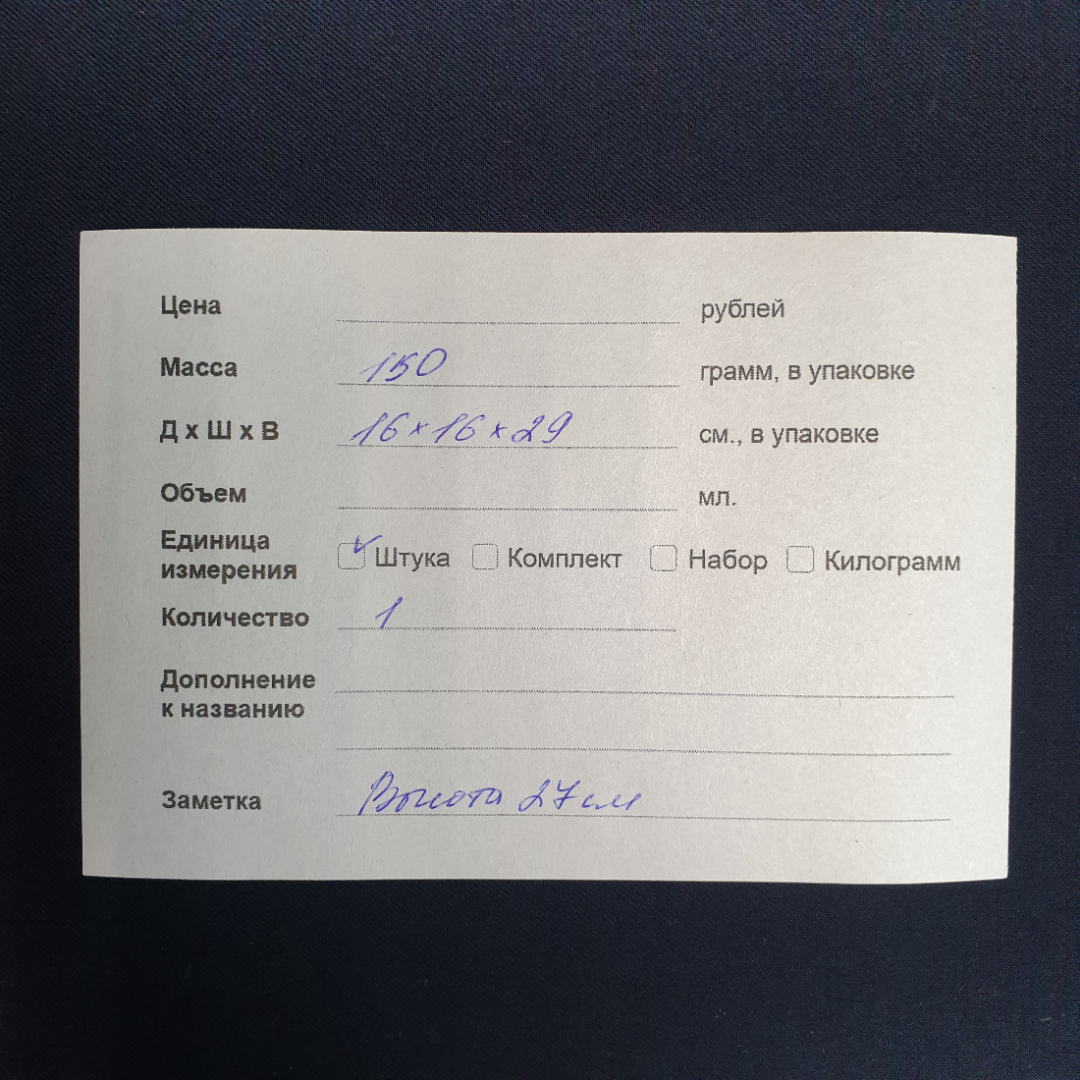 Цена рублей
Масса 150 грамм, в упаковке
Д х Ш х В 16×16×29 см., в упаковке
Объем мл.
Единица
измерения Штука Комплект Набор Килограмм
Количество 1
Дополнение
к названию
Заметка Высота 27см